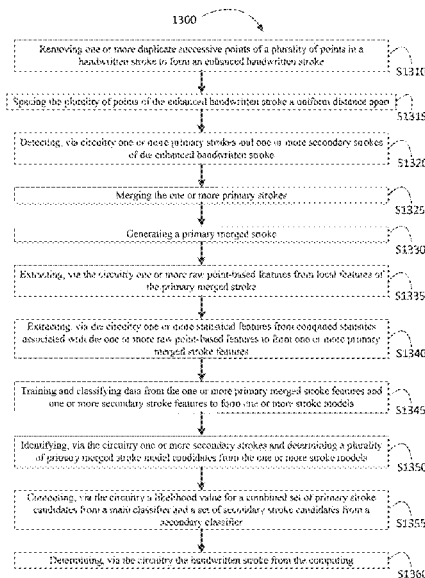 1300
Removing one or more duplicate successive points of a plurality of points in a
handwritten stroke to form an enhanced handwritten stroke
S1310
Spacing the plurality of points of the enhanced handwritten stroke a uniform distance apart
S1315
Detecting, via circuitry one or more primary strokes and one or more secondary strokes
of the enhanced handwritten stroke
S1320
Merging the one or more primary strokes
S1325
Generating a primary merged stroke
S1330
Extracting, via the circuitry one or more raw point-based features from local features of
the primary merged stroke
S1335
Extracting, via the circuitry one or more statistical features from computed statistics
associated with the one or more raw point-based features to form one or more primary
merged stroke features
S1340
Training and classifying data from the one or more primary merged stroke features and
one or more secondary stroke features to form one or more stroke models
S1345
Identifying, via the circuitry one or more secondary strokes and determining a plurality
of primary merged stroke model candidates from the one or more stroke models
S1350
Computing, via the circuitry a likelihood value for a combined set of primary stroke
candidates from a main classifier and a set of secondary stroke candidates from a
secondary classifier
S1355
Determining, via the circuitry the handwritten stroke from the computing
S1360